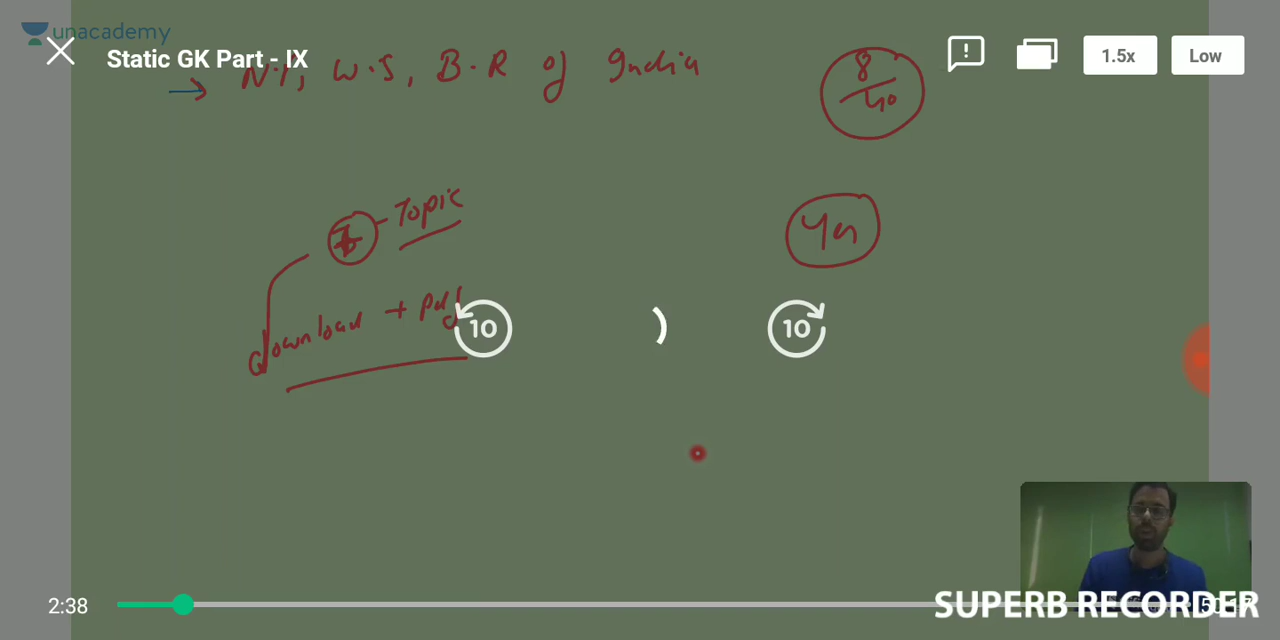 unacademy
Static GK Part - IX
1.5x
Low
N.P, W.S, B.R of India
8/40
Topic
Yes
Download + Pdf
10
10
2:38
SUPERB RECORDER